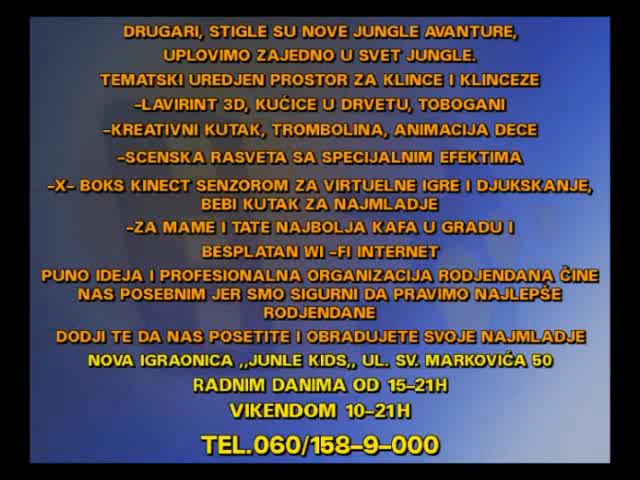 DRUGARI, STIGLE SU NOVE JUNGLE AVANTURE,
UPLOVIMO ZAJEDNO U SVET JUNGLE.
TEMATSKI UREDJEN PROSTOR ZA KLINCE I KLINCEZE
-LAVIRINT 3D, KUĆICE U DRVETU, TOBOGANI
-KREATIVNI KUTAK, TROMBOLINA, ANIMACIJA DECE
-SCENSKA RASVETA SA SPECIJALNIM EFEKTIMA
-X- BOKS KINECT SENZOROM ZA VIRTUELNE IGRE I DJUKSKANJE,
BEBI KUTAK ZA NAJMLADJE
-ZA MAME I TATE NAJBOLJA KAFA U GRADU I
BESPLATAN WI -FI INTERNET
PUNO IDEJA I PROFESIONALNA ORGANIZACIJA RODJENDANA ČINE
NAS POSEBNIM JER SMO SIGURNI DA PRAVIMO NAJLEPŠE
RODJENDANE
DODJI TE DA NAS POSETITE I OBRADUJETE SVOJE NAJMLADJE
NOVA IGRAONICA ,,JUNLE KIDS,, UL. SV. MARKOVIĆA 50
RADNIM DANIMA OD 15-21H
VIKENDOM 10-21H
TEL.060/158-9-000